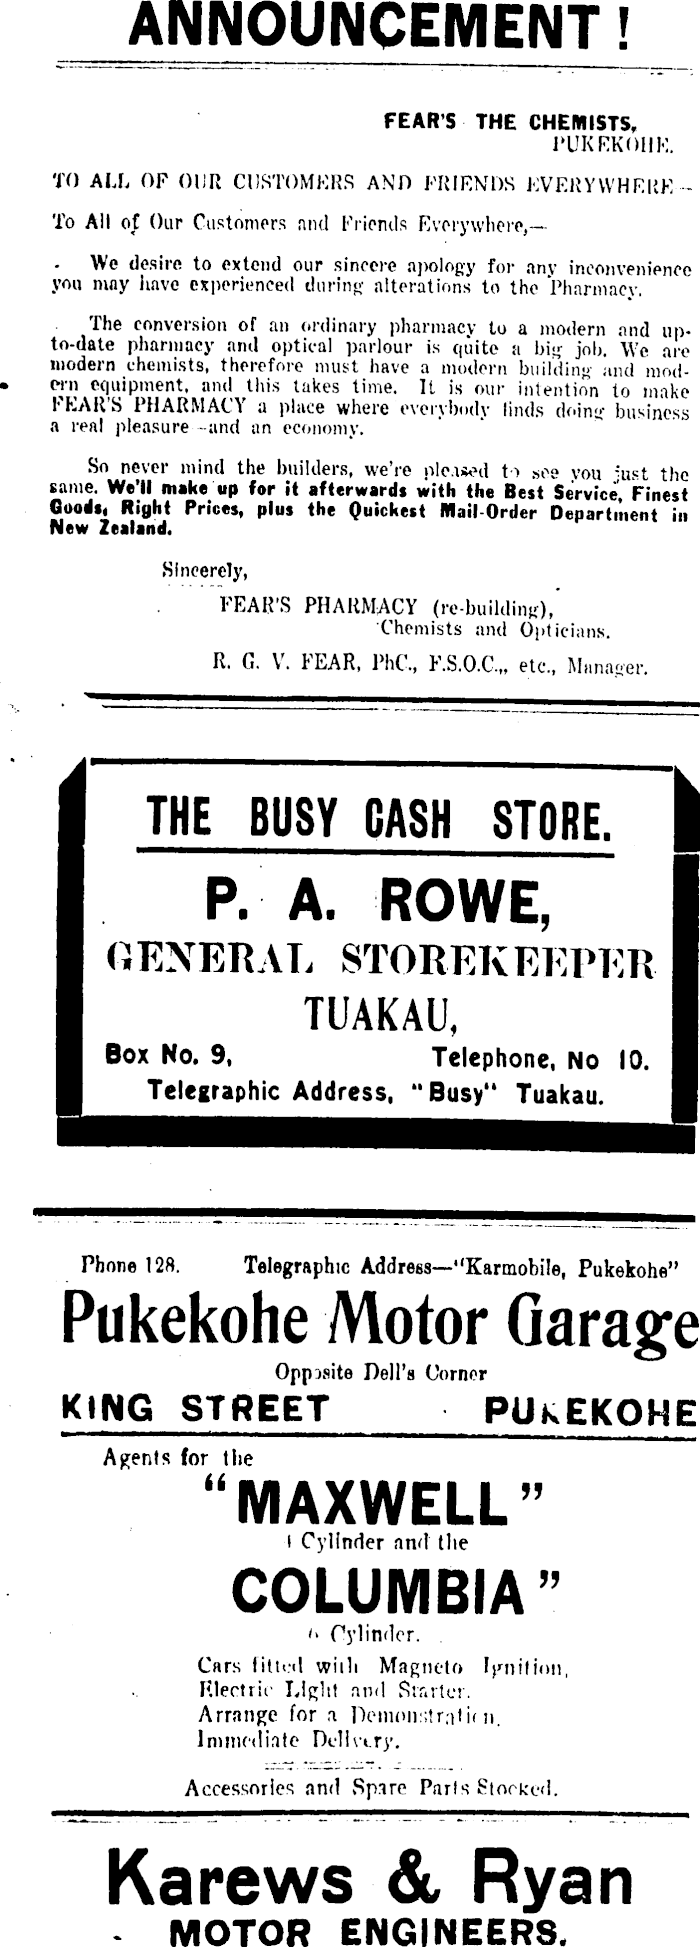 ANNOUNCEMENT!
FEAR'S THE CHEMISTS,
PUKEKOHE.
TO ALL OF OUR CUSTOMERS AND FRIENDS EVERYWHERE—
To All of Our Customers and Friends Everywhere,—
We desire to extend our sincere apology for any inconvenience
you may have experienced during alterations to the Pharmacy.
The conversion of an ordinary pharmacy to a modern and up-
to-date pharmacy and optical parlour is quite a big job. We are
modern chemists, therefore must have a modern building and mod-
ern equipment, and this takes time. It is our intention to make
FEAR'S PHARMACY a place where everybody finds doing business
a real pleasure—and an economy.
So never mind the builders, we're pleased to see you just the
same. We'll make up for it afterwards with the Best Service, Finest
Goods, Right Prices, plus the Quickest Mail-Order Department in
New Zealand.
Sincerely,
FEAR'S PHARMACY (re-building),
Chemists and Opticians.
R. G. V. FEAR, PhC., F.S.O.C.,, etc., Manager.
THE BUSY CASH STORE.
P. A. ROWE,
GENERAL STOREKEEPER
TUAKAU,
Box No. 9, Telephone, No 10.
Telegraphic Address, "Busy" Tuakau.
Phone 128. Telegraphic Address—"Karmobile, Pukekohe"
Pukekohe Motor Garage
Opposite Dell's Corner
KING STREET PUKEKOHE
Agents for the
"MAXWELL"
Cylinder and the
COLUMBIA"
6 Cylinder.
Cars fitted with Magneto Ignition,
Electric Light and Starter.
Arrange for a Demonstration.
Immediate Delivery.
Accessories and Spare Parts Stocked.
Karews & Ryan
MOTOR ENGINEERS.